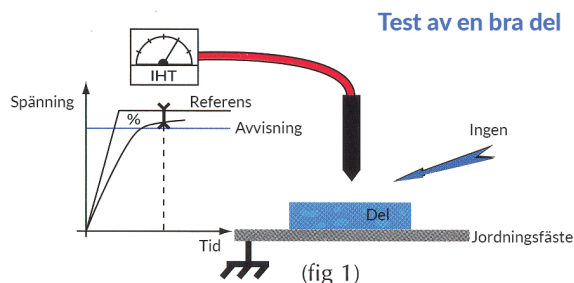 Test av en bra del
IHT
Spänning
Referens
%
Avvisning
Ingen
Del
Tid
Jordningsfäste
(fig 1)